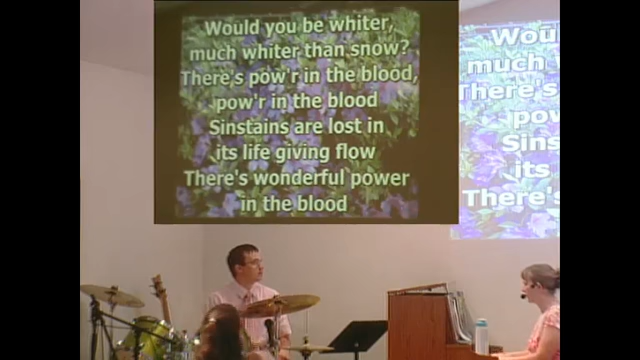 Would you be whiter,
much whiter than snow?
There's pow'r in the blood,
pow'r in the blood
Sinstains are lost in
its life giving flow
There's wonderful power
in the blood
Wou
much
There's
pow
Sins
its
There's